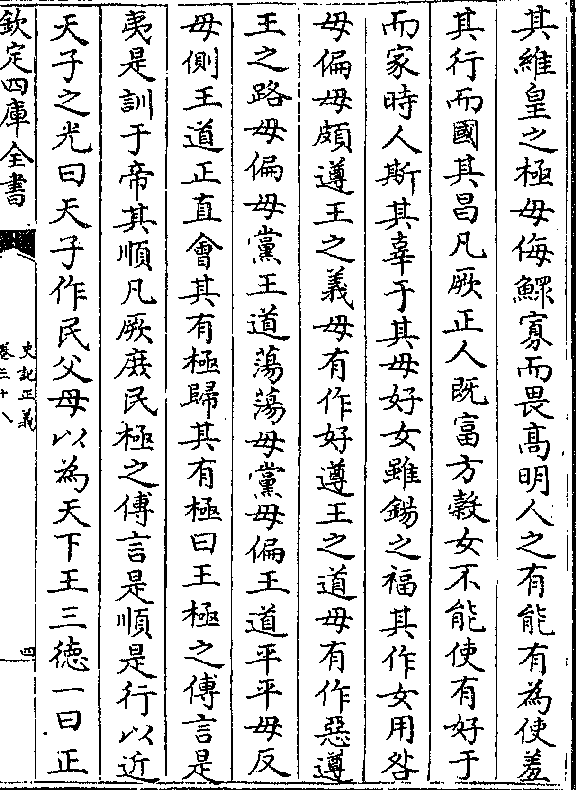 其維皇之極毋侮鰥寡而畏髙明人之有能有為使羞
其行而國其昌凡厥正人既富方穀女不能使有好于
而家時人斯其辜于其毋好女雖錫之福其作女用咎
毋偏毋頗遵王之義毋有作好遵王之道毋有作惡遵
王之路毋偏毋黨王道蕩蕩毋黨毋偏王道平平毋反
毋側王道正直會其有極歸其有極曰王極之傅言是
夷是訓于帝其順凡厥庶民極之傅言是順是行以近
天子之光曰天子作民父母以為天下王三徳一曰正
欽定四庫全書
史記正義
卷三十八
四